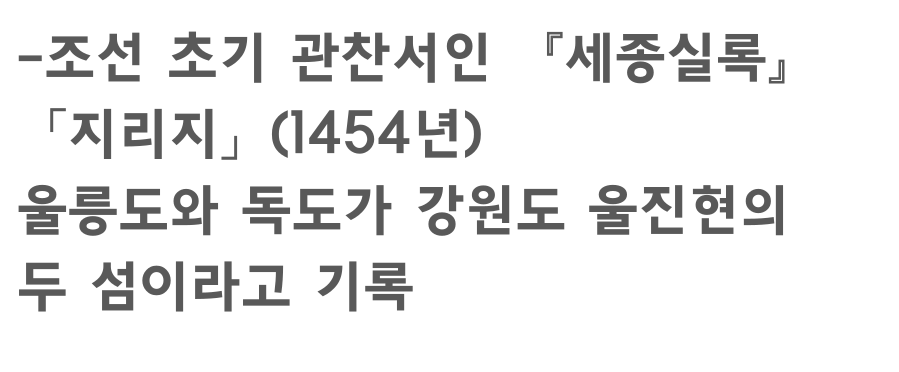 -조선 초기 관찬서인 『세종실록』
「지리지」(1454년)
울릉도와 독도가 강원도 울진현의
두 섬이라고 기록